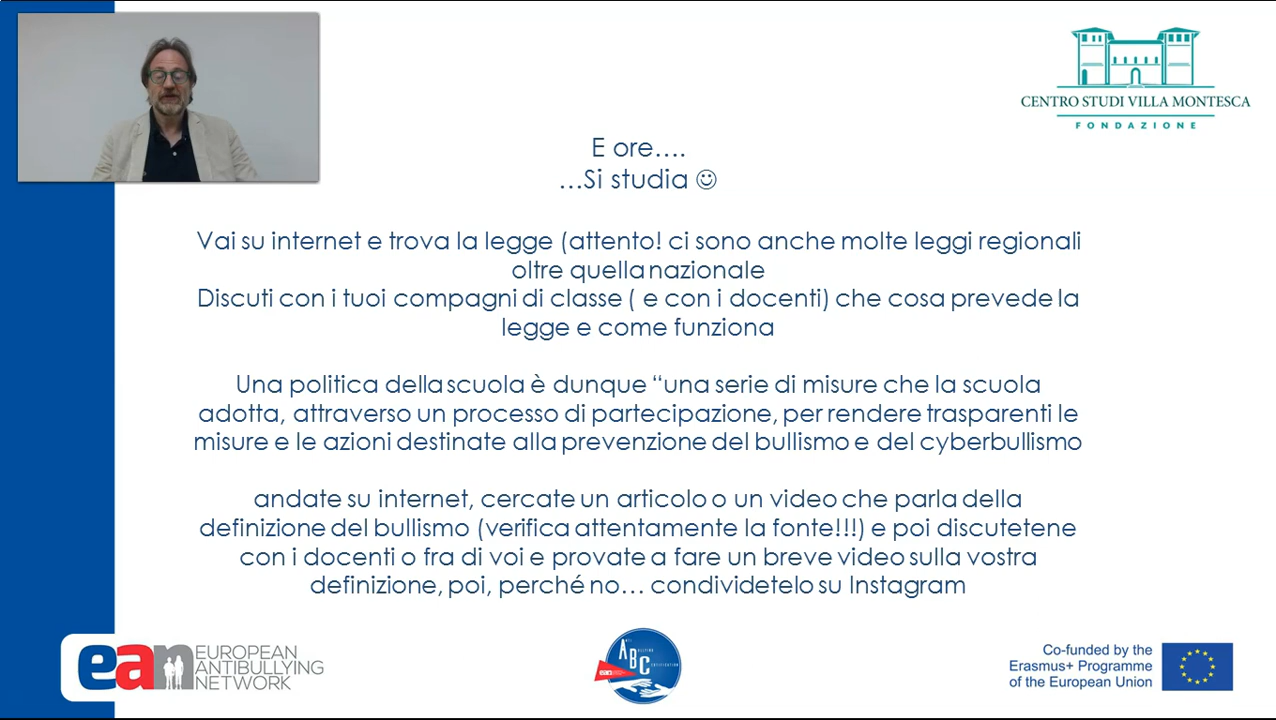 CENTRO STUDI VILLA MONTESCA
FONDAZIONE
E ore….
…Si studia ☺
Vai su internet e trova la legge (attento! ci sono anche molte leggi regionali
oltre quella nazionale
Discuti con i tuoi compagni di classe ( e con i docenti) che cosa prevede la
legge e come funziona
Una politica della scuola è dunque “una serie di misure che la scuola
adotta, attraverso un processo di partecipazione, per rendere trasparenti le
misure e le azioni destinate alla prevenzione del bullismo e del cyberbullismo
andate su internet, cercate un articolo o un video che parla della
definizione del bullismo (verifica attentamente la fonte!!!) e poi discutetene
con i docenti o fra di voi e provate a fare un breve video sulla vostra
definizione, poi, perché no… condividetelo su Instagram
ean
EUROPEAN
ANTIBULLYING
NETWORK
ABC
Co-funded by the
Erasmus+ Programme
of the European Union